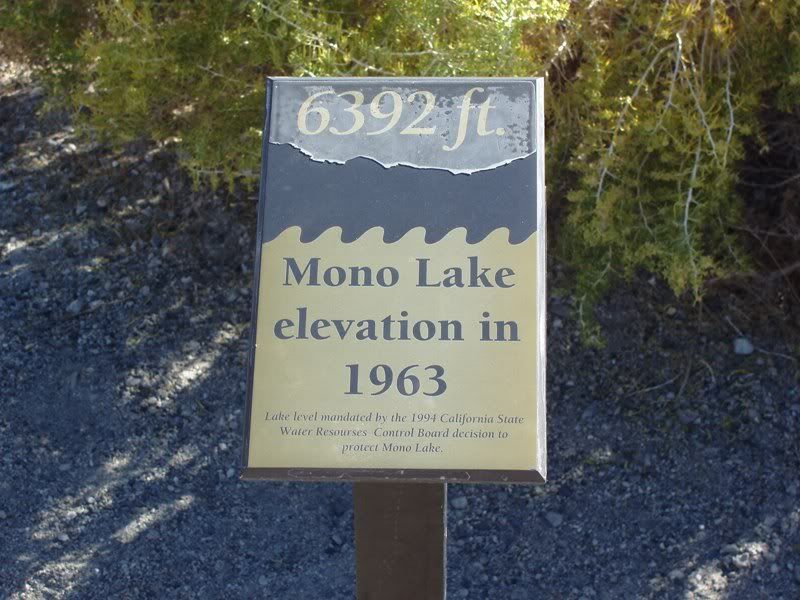 6392 ft.
Mono Lake
elevation in
1963
Lake level mandated by the 1994 California State
Water Resourses Control Board decision to
protect Mono Lake.